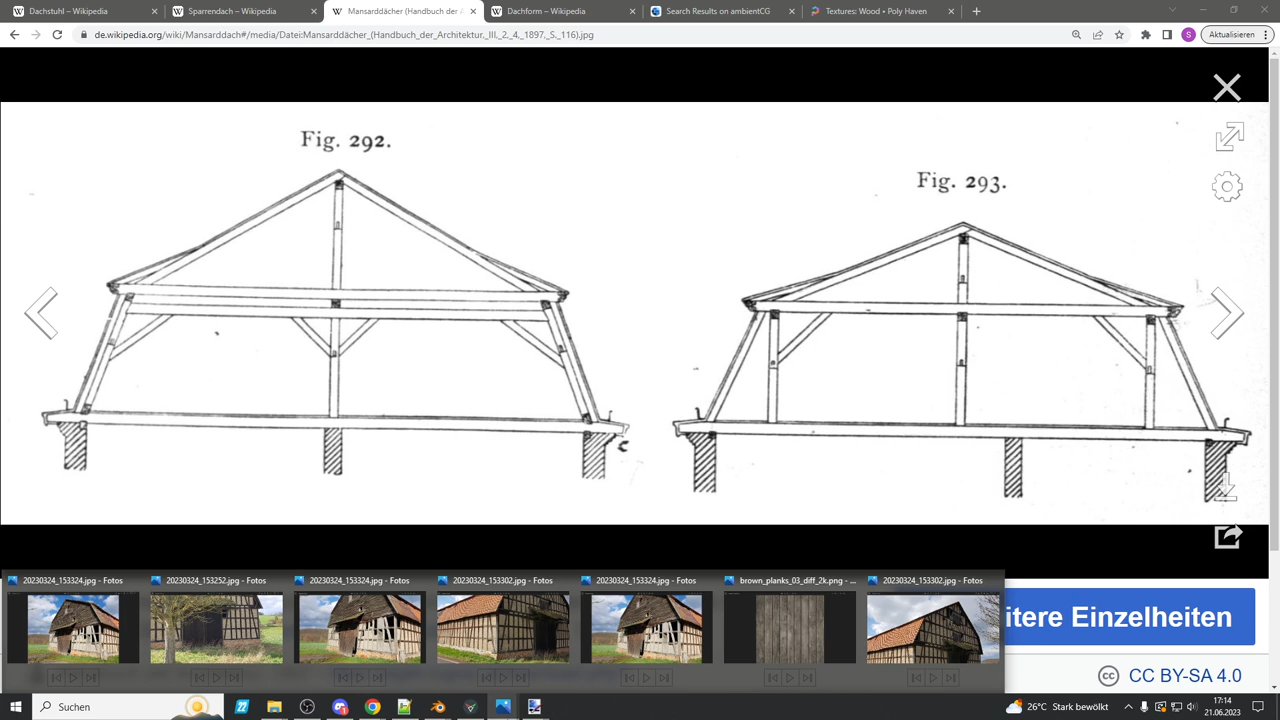 Dachstuhl – Wikipedia
Sparrendach – Wikipedia
Mansarddächer (Handbuch der A
Dachform – Wikipedia
Search Results on ambientCG
Textures: Wood • Poly Haven
de.wikipedia.org/wiki/Mansarddach#/media/Datei:Mansarddächer_(Handbuch_der_Architektur,_III,_2,_4,_1897,_S._116).jpg
S
Aktualisieren
Fig. 292.
Fig. 293.
20230324_153324.jpg - Fotos
20230324_153252.jpg - Fotos
20230324_153324.jpg - Fotos
20230324_153302.jpg - Fotos
20230324_153324.jpg - Fotos
brown_planks_03_diff_2k.png - ...
20230324_153302.jpg - Fotos
itere Einzelheiten
CC BY-SA 4.0
Suchen
26°C Stark bewölkt
17:14
21.06.2023